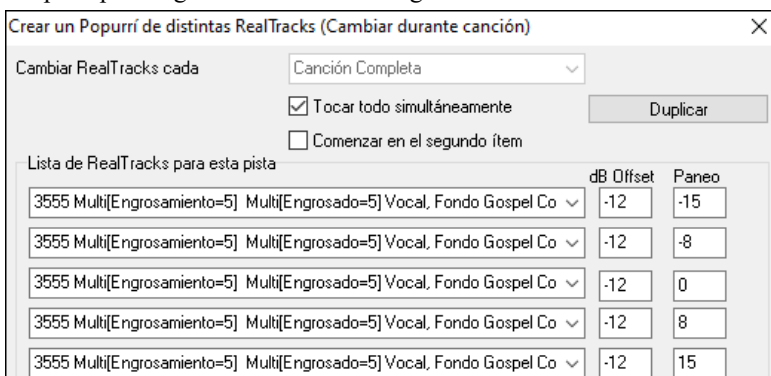 Crear un Popurrí de distintas RealTracks (Cambiar durante canción)
Cambiar RealTracks cada Canción Completa
Tocar todo simultáneamente Duplicar
Comenzar en el segundo ítem
Lista de RealTracks para esta pista dB Offset Paneo
3555 Multi[Engrosamiento=5] Multi[Engrosado=5] Vocal, Fondo Gospel Co -12 -15
3555 Multi[Engrosamiento=5] Multi[Engrosado=5] Vocal, Fondo Gospel Co -12 -8
3555 Multi[Engrosamiento=5] Multi[Engrosado=5] Vocal, Fondo Gospel Co -12 0
3555 Multi[Engrosamiento=5] Multi[Engrosado=5] Vocal, Fondo Gospel Co -12 8
3555 Multi[Engrosamiento=5] Multi[Engrosado=5] Vocal, Fondo Gospel Co -12 15